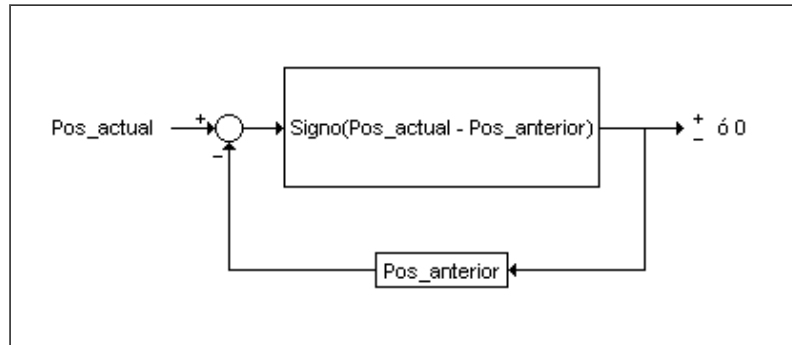 Pos_actual
+
−
Signo(Pos_actual - Pos_anterior)
+
− ó 0
Pos_anterior